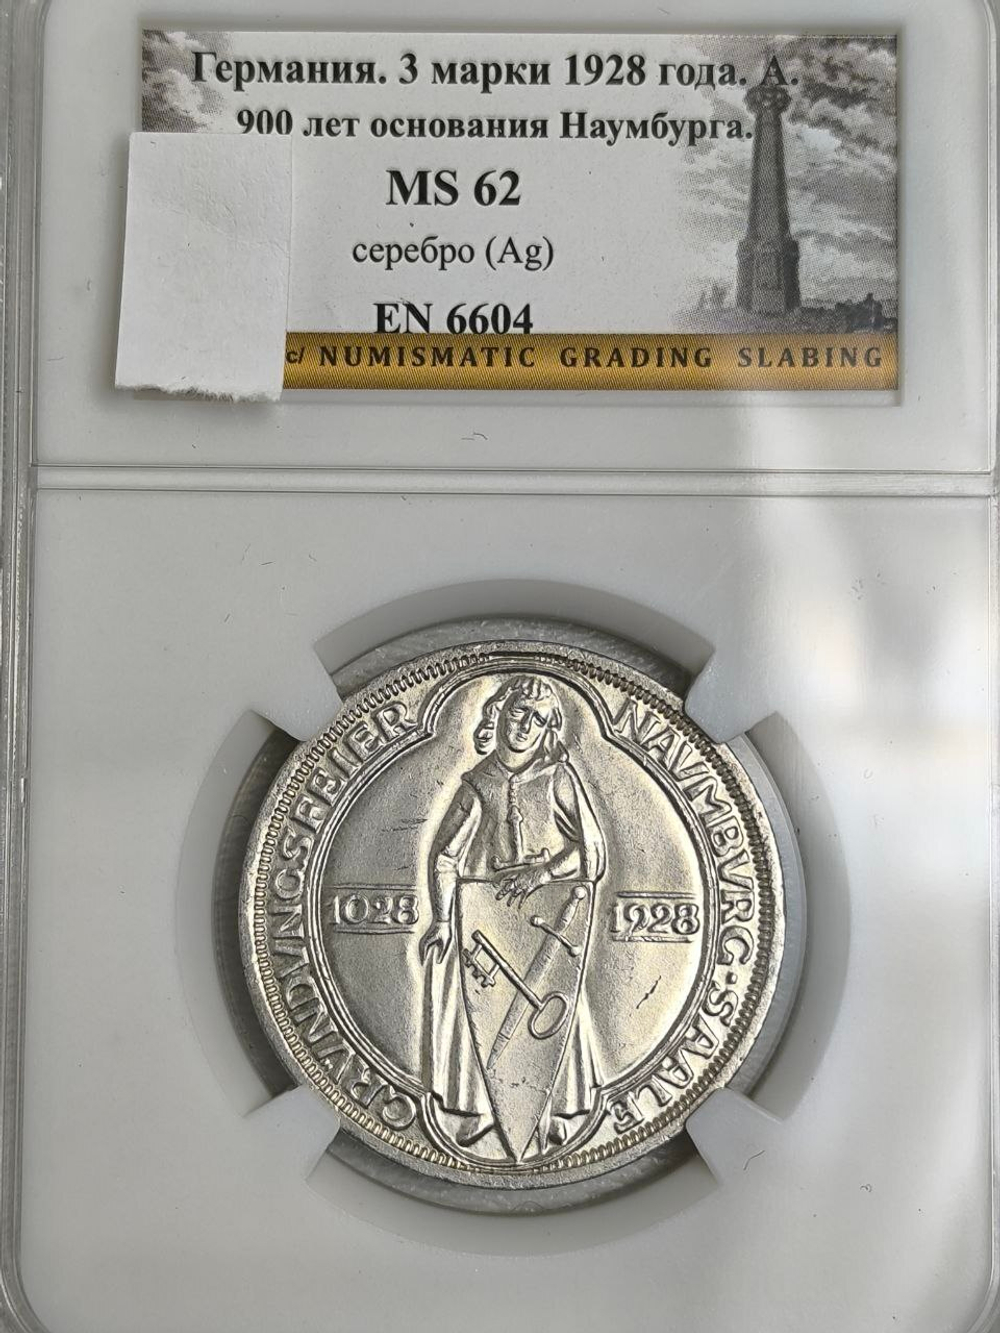 Германия. 3 марки 1928 года. А.
900 лет основания Наумбурга.
MS 62
серебро (Ag)
EN 6604
NUMISMATIC GRADING SLABING
GRVNDVNGSFEIER NAVMBVRG·SAALE
1028 1928